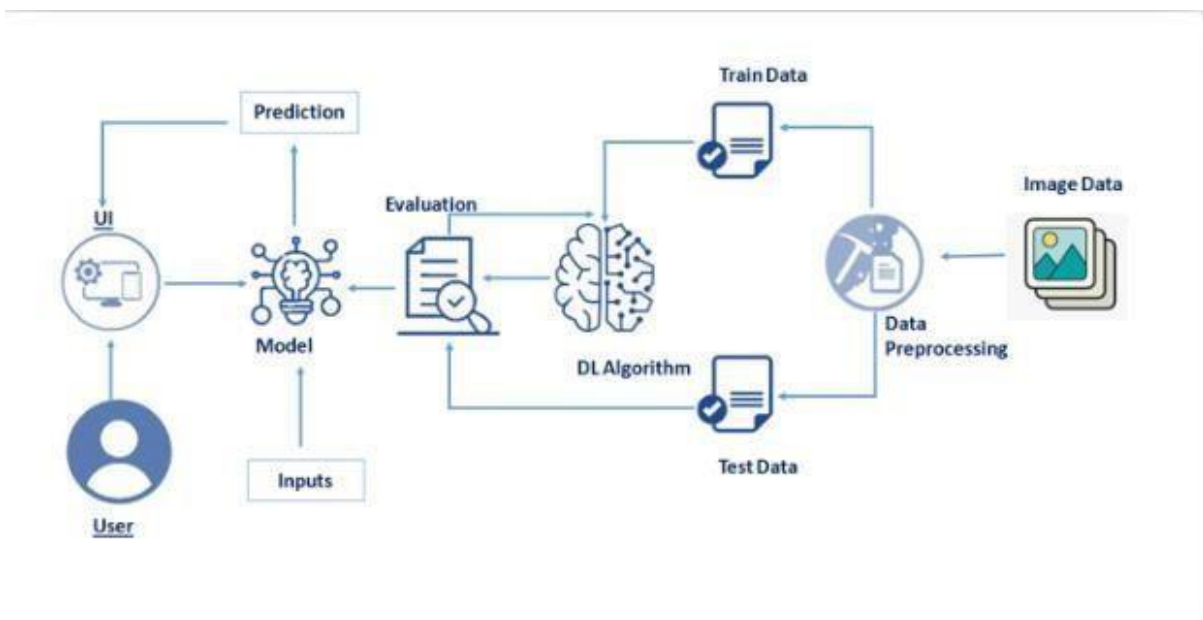 Train Data
Prediction
Image Data
Evaluation
UI
Data
Preprocessing
Model
DL Algorithm
Test Data
Inputs
User